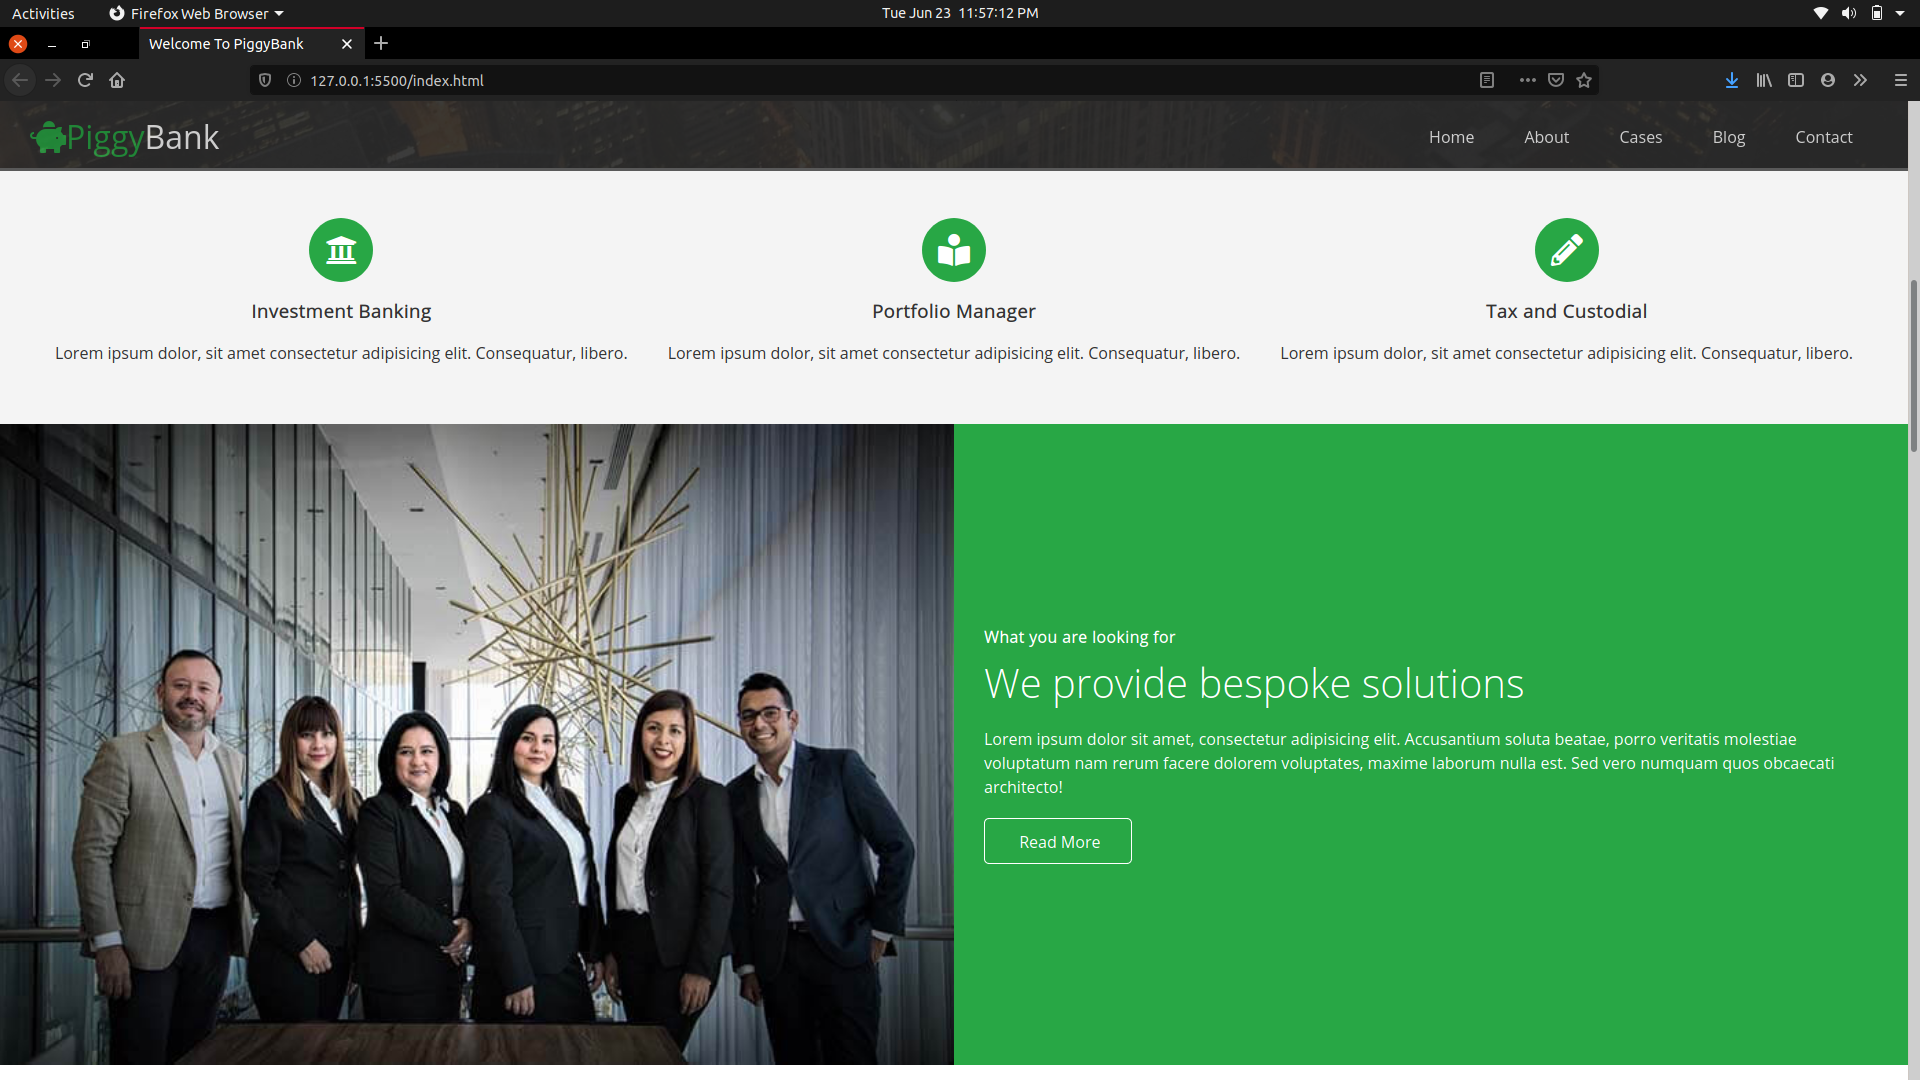 Activities Firefox Web Browser Tue Jun 23 11:57:12 PM
Welcome To PiggyBank
127.0.0.1:5500/index.html
PiggyBank Home About Cases Blog Contact
Investment Banking Portfolio Manager Tax and Custodial
Lorem ipsum dolor, sit amet consectetur adipisicing elit. Consequatur, libero. Lorem ipsum dolor, sit amet consectetur adipisicing elit. Consequatur, libero. Lorem ipsum dolor, sit amet consectetur adipisicing elit. Consequatur, libero.
What you are looking for
We provide bespoke solutions
Lorem ipsum dolor sit amet, consectetur adipisicing elit. Accusantium soluta beatae, porro veritatis molestiae
voluptatum nam rerum facere dolorem voluptates, maxime laborum nulla est. Sed vero numquam quos obcaecati
architecto!
Read More